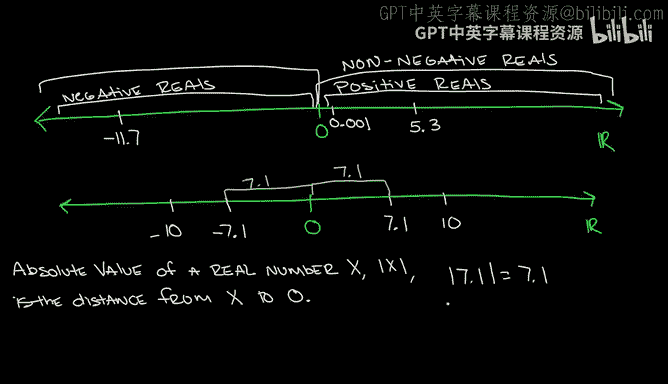 GPT中英字幕课程资源@bilibili.com
GPT中英字幕课程资源 bilibili
NON-NEGATIVE REALS
NEGATIVE REALS POSITIVE REALS
-11.7 0 0.001 5.3 ℝ
7.1 7.1
-10 -7.1 0 7.1 10 ℝ
ABSOLUTE VALUE OF A REAL NUMBER X, |X|, |7.1| = 7.1
is the distance from X to 0.